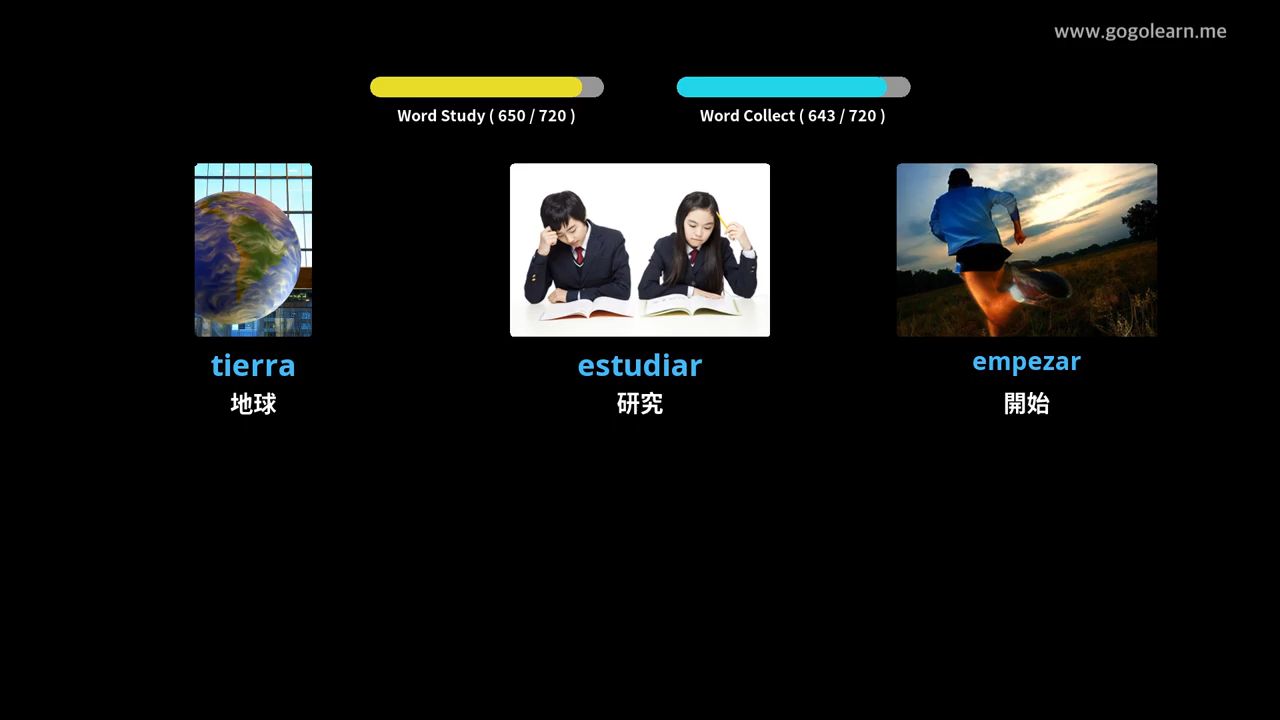 www.gogolearn.me
Word Study ( 650 / 720 )
Word Collect ( 643 / 720 )
tierra
地球
estudiar
研究
empezar
開始